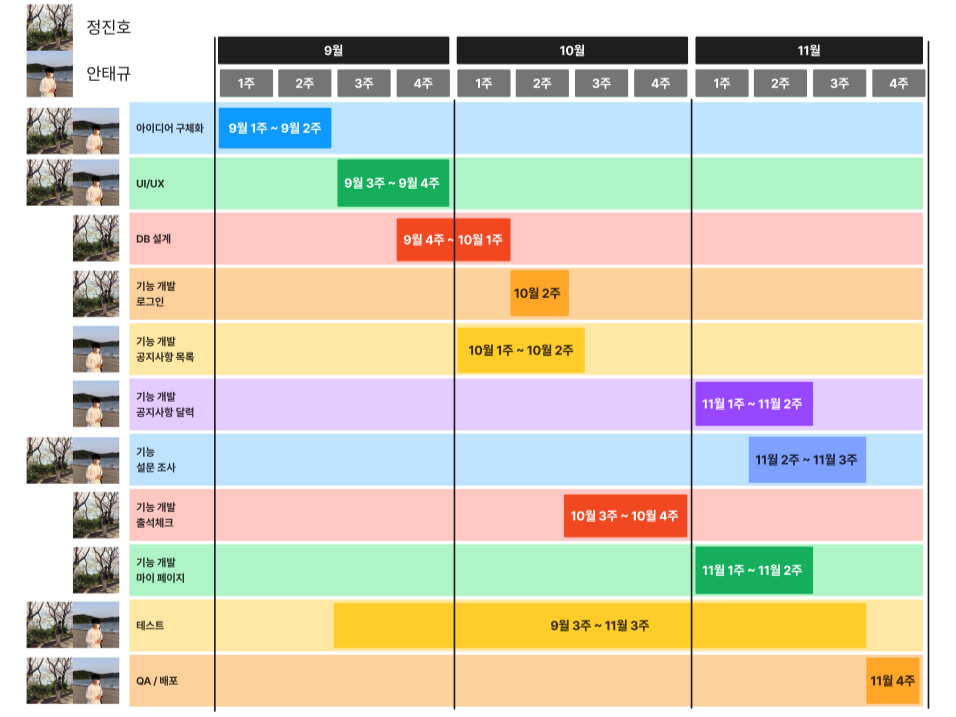 정진호
안태규
9월 10월 11월
1주 2주 3주 4주 1주 2주 3주 4주 1주 2주 3주 4주
아이디어 구체화 9월 1주 ~ 9월 2주
UI/UX 9월 3주 ~ 9월 4주
DB 설계 9월 4주 ~ 10월 1주
기능 개발
로그인
10월 2주
기능 개발
공지사항 목록
10월 1주 ~ 10월 2주
기능 개발
공지사항 달력
11월 1주 ~ 11월 2주
기능
설문 조사
11월 2주 ~ 11월 3주
기능 개발
출석체크
10월 3주 ~ 10월 4주
기능 개발
마이 페이지
11월 1주 ~ 11월 2주
테스트 9월 3주 ~ 11월 3주
QA / 배포 11월 4주